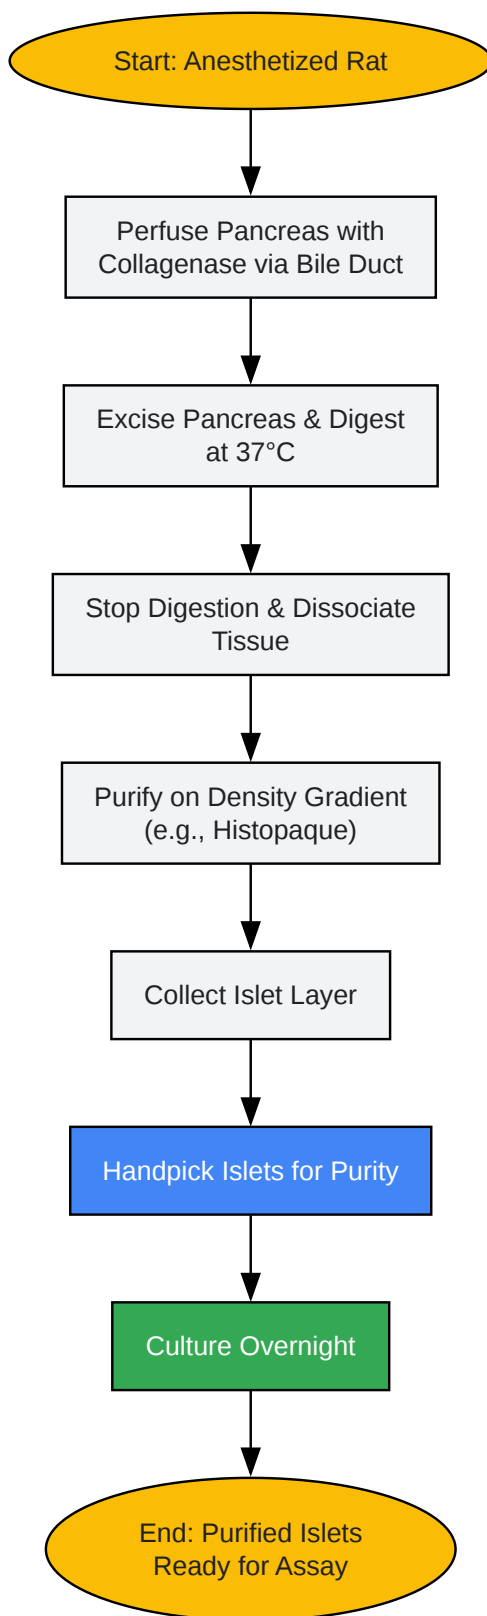 Start: Anesthetized Rat
Perfuse Pancreas with
Collagenase via Bile Duct
Excise Pancreas & Digest
at 37°C
Stop Digestion & Dissociate
Tissue
Purify on Density Gradient
(e.g., Histopaque)
Collect Islet Layer
Handpick Islets for Purity
Culture Overnight
End: Purified Islets
Ready for Assay